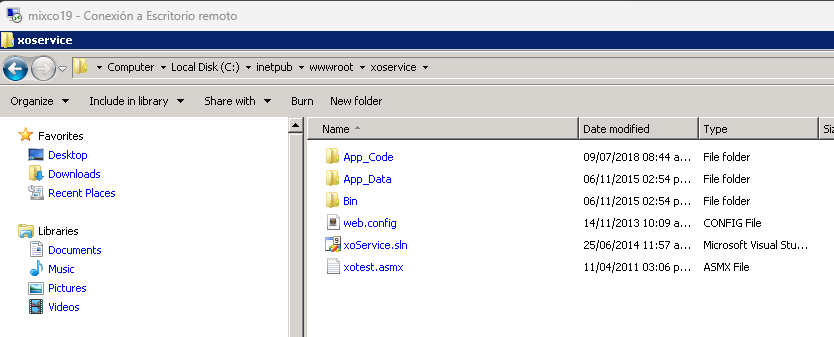 mixco19 - Conexión a Escritorio remoto
xoservice
Computer Local Disk (C:) inetpub wwwroot xoservice
Organize Include in library Share with Burn New folder
Favorites
Desktop
Downloads
Recent Places
Libraries
Documents
Music
Pictures
Videos
Name Date modified Type Siz
App_Code 09/07/2018 08:44 a... File folder
App_Data 06/11/2015 02:54 p... File folder
Bin 06/11/2015 02:54 p... File folder
web.config 14/11/2013 10:09 a... CONFIG File
xoService.sln 25/06/2014 11:57 a... Microsoft Visual Stu...
xotest.asmx 11/04/2011 03:06 p... ASMX File